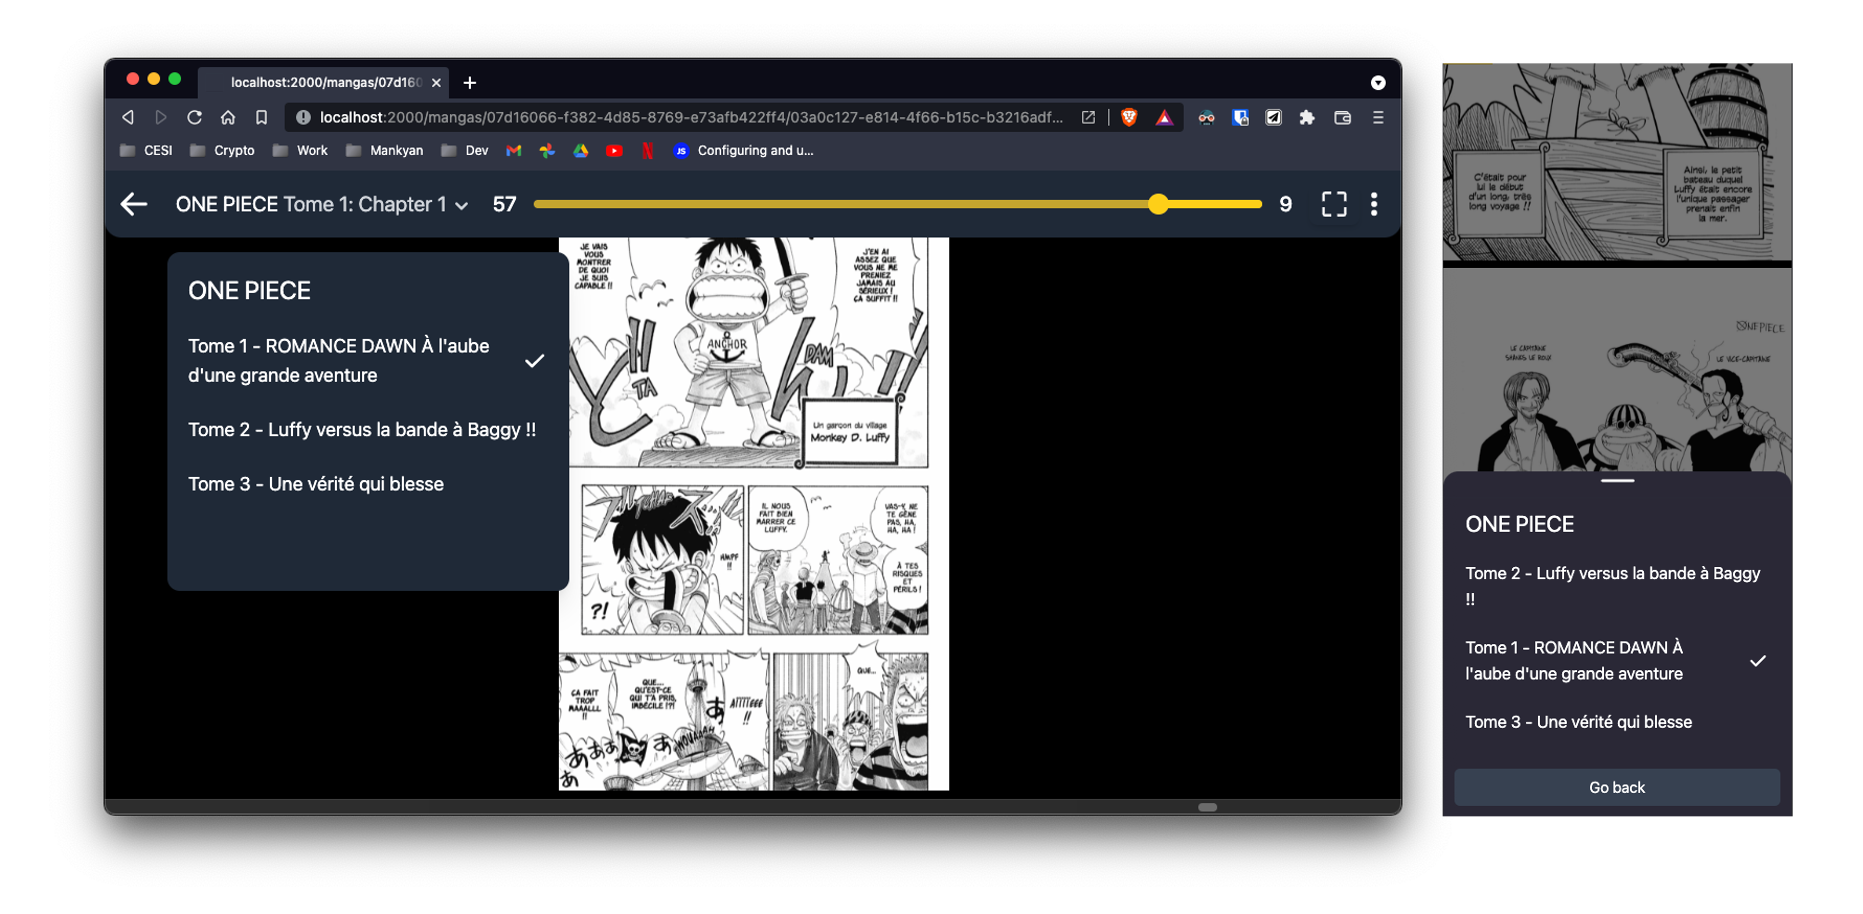 localhost:2000/mangas/07d160
localhost:2000/mangas/07d16066-f382-4d85-8769-e73afb422ff4/03a0c127-e814-4f66-b15c-b3216adf...
CESI
Crypto
Work
Mankyan
Dev
JS
Configuring and u...
ONE PIECE Tome 1: Chapter 1
57
9
ONE PIECE
Tome 1 - ROMANCE DAWN À l'aube
d'une grande aventure
Tome 2 - Luffy versus la bande à Baggy !!
Tome 3 - Une vérité qui blesse
JE VAIS
VOUS
MONTRER
DE QUOI
JE SUIS
CAPABLE !!
J'EN AI
ASSEZ QUE
VOUS NE ME
PRENIEZ
JAMAIS AU
SÉRIEUX !
ÇA SUFFIT !!
ANCHOR
TA
DAM
Un garçon du village
Monkey D. Luffy
HMPF
!!
?!
IL NOUS
FAIT BIEN
MARRER CE
LUFFY.
VAS-Y, NE
TE GÊNE
PAS, HA,
HA, HA !
À TES
RISQUES
ET
PÉRILS !
ÇA FAIT
TROP
MAAALLL
!!
QUE...
QU'EST-CE
QUI T'A PRIS,
IMBÉCILE !?!
AÏTTTEEE
!!
QUE...
C'était pour
lui le début
d'un long, très
long voyage !!
Ainsi, le petit
bateau duquel
Luffy était encore
l'unique passager
prenait enfin
la mer.
ONE PIECE
LE CAPITAINE
SHANKS LE ROUX
LE VICE-CAPITAINE
ONE PIECE
Tome 2 - Luffy versus la bande à Baggy
!!
Tome 1 - ROMANCE DAWN À
l'aube d'une grande aventure
Tome 3 - Une vérité qui blesse
Go back